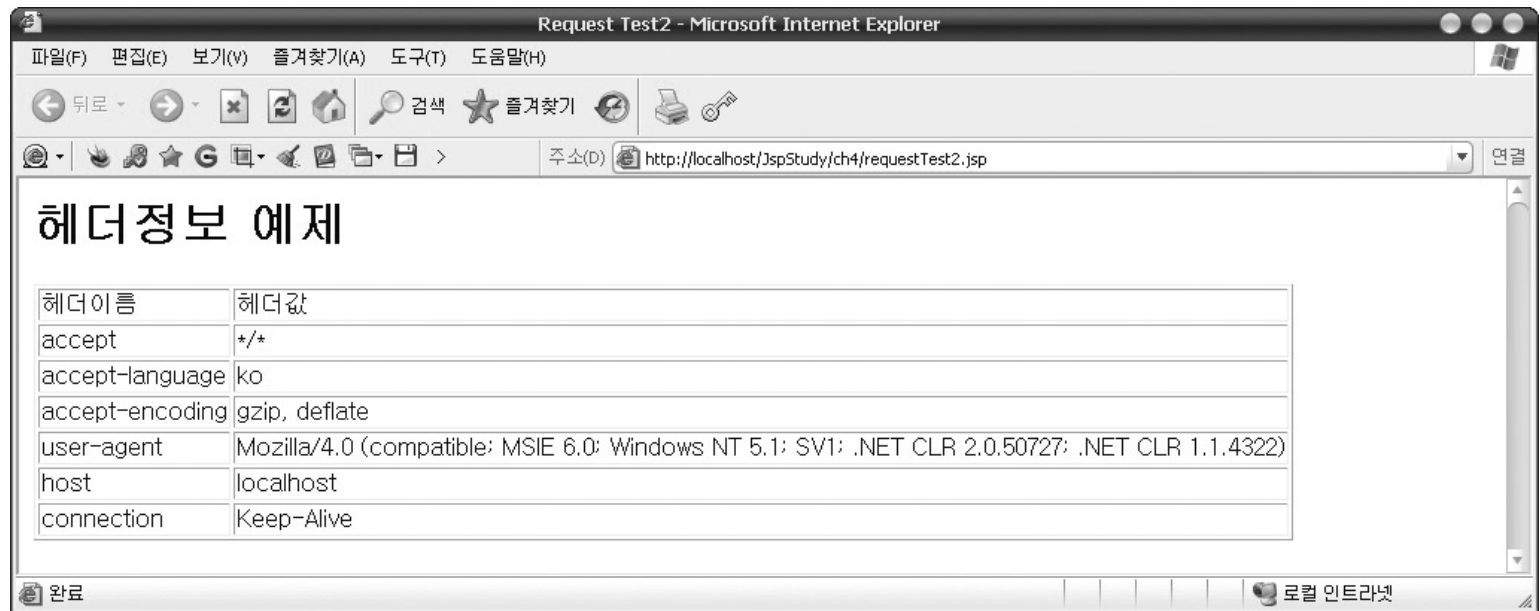 Request Test2 - Microsoft Internet Explorer
파일(F) 편집(E) 보기(V) 즐겨찾기(A) 도구(T) 도움말(H)
뒤로 검색 즐겨찾기
주소(D) http://localhost/JspStudy/ch4/requestTest2.jsp 연결
헤더정보 예제
헤더이름 헤더값
accept */*
accept-language ko
accept-encoding gzip, deflate
user-agent Mozilla/4.0 (compatible; MSIE 6.0; Windows NT 5.1; SV1; .NET CLR 2.0.50727; .NET CLR 1.1.4322)
host localhost
connection Keep-Alive
완료 로컬 인트라넷